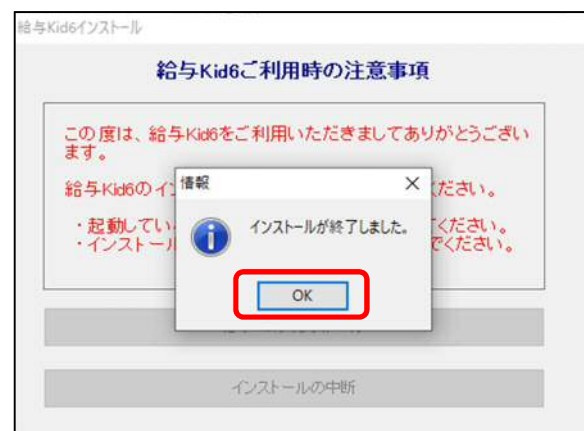 給与Kid6インストール
給与Kid6ご利用時の注意事項
この度は、給与Kid6をご利用いただきましてありがとうござい
ます。
給与Kid6のイ
ください。
・起動してい
てください。
・インストール
でください。
情報
インストールが終了しました。
OK
インストールの中断